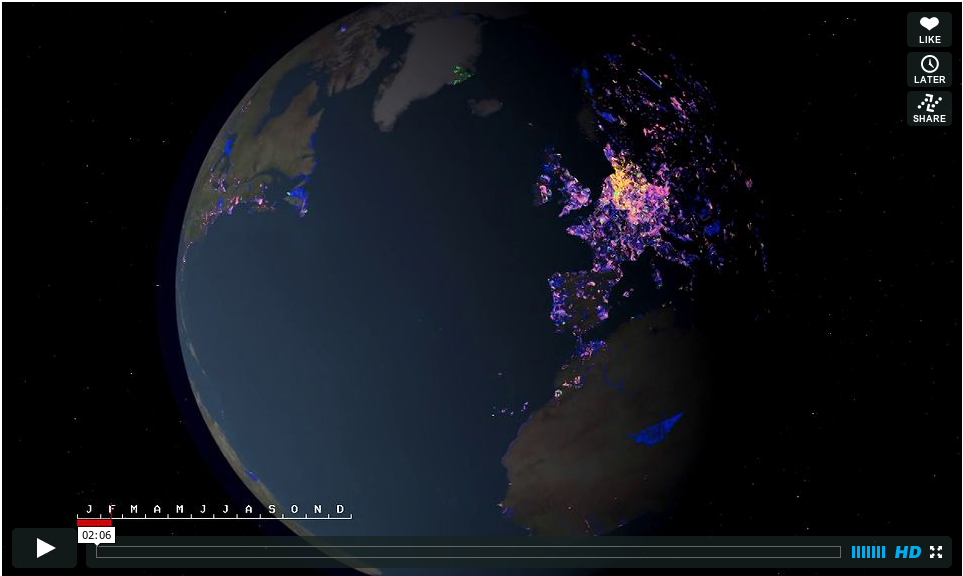 LIKE
LATER
SHARE
J F M A M J J A S O N D
02:06
HD